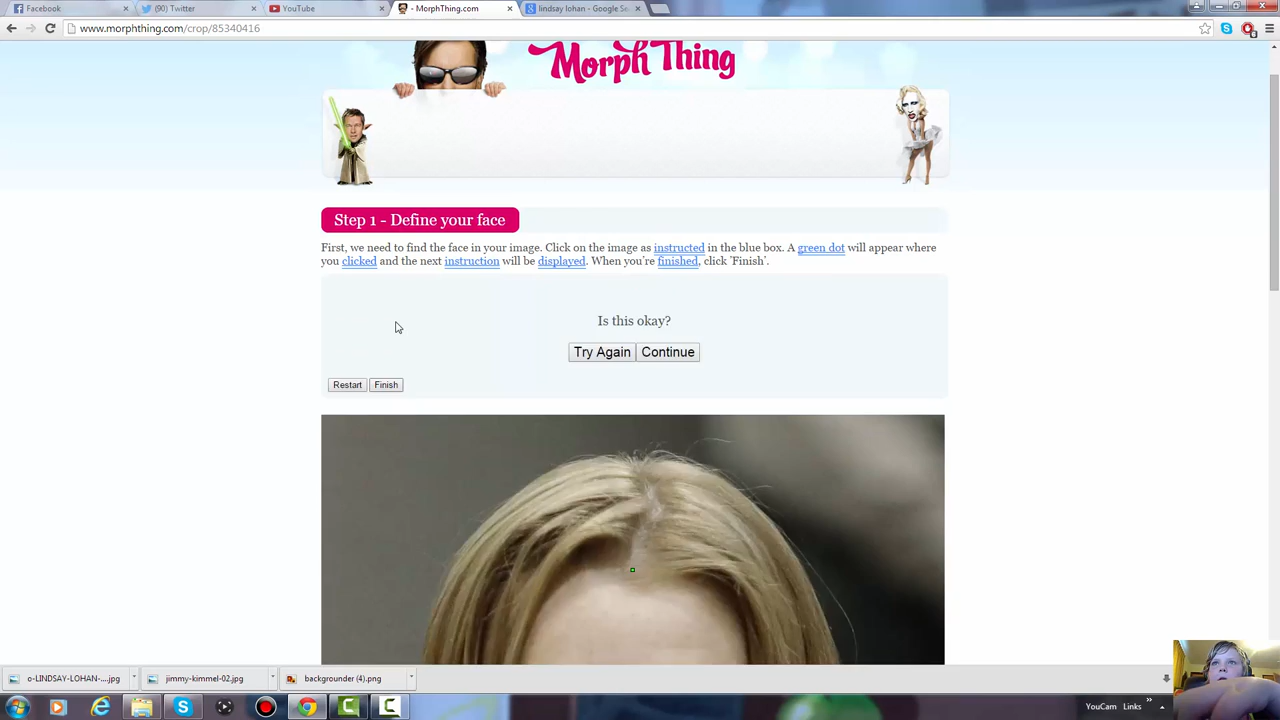 Facebook
(90) Twitter
YouTube
- MorphThing.com
lindsay lohan - Google Se
www.morphthing.com/crop/85340416
Morph Thing
Step 1 - Define your face
First, we need to find the face in your image. Click on the image as instructed in the blue box. A green dot will appear where
you clicked and the next instruction will be displayed. When you're finished, click 'Finish'.
Is this okay?
Try Again Continue
Restart Finish
o-LINDSAY-LOHAN-....jpg
jimmy-kimmel-02.jpg
backgrounder (4).png
YouCam Links